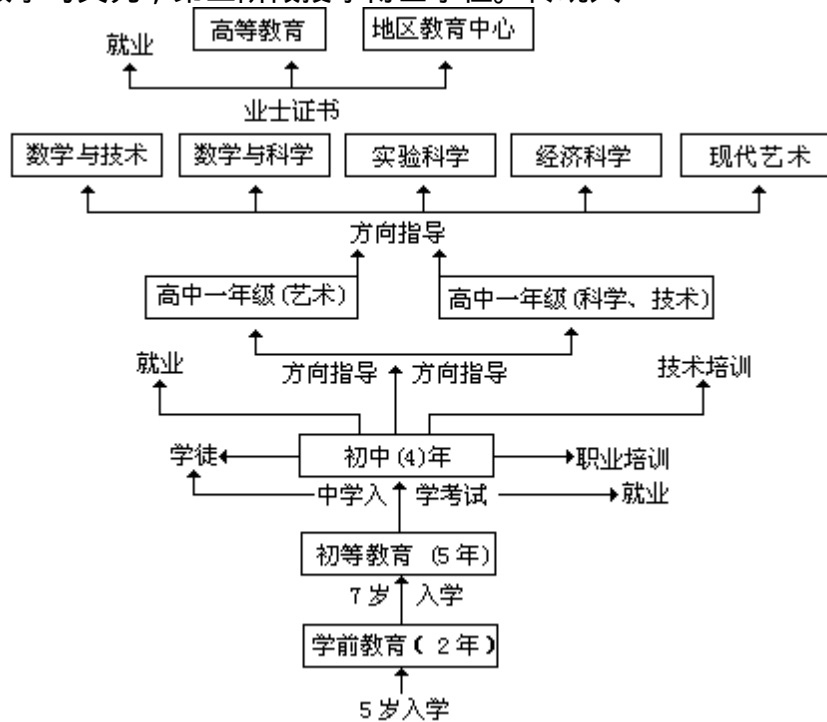 就业
高等教育
地区教育中心
业士证书
数学与技术
数学与科学
实验科学
经济科学
现代艺术
方向指导
高中一年级(艺术)
高中一年级(科学、技术)
就业
方向指导
方向指导
技术培训
学徒
初中(4)年
职业培训
中学入 学考试
就业
初等教育 (5年)
7岁 入学
学前教育( 2年)
5岁入学